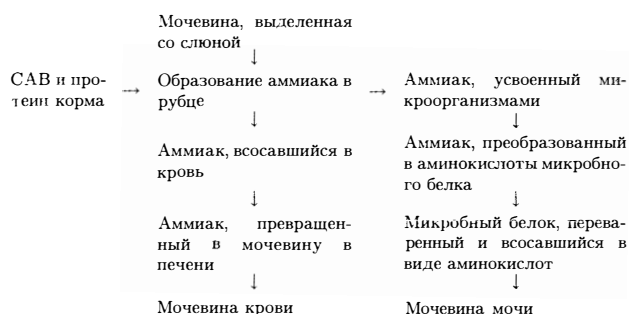 Мочевина, выделенная
со слюной
↓
САВ и про-
теин корма
→
Образование аммиака в
рубце
→
Аммиак, усвоенный ми-
кроорганизмами
↓
Аммиак, всосавшийся в
кровь
↓
Аммиак, превращен-
ный в мочевину в
печени
↓
Мочевина крови
↓
Аммиак, преобразованный
в аминокислоты микробно-
го белка
↓
Микробный белок, перева-
ренный и всосавшийся в
виде аминокислот
↓
Мочевина мочи